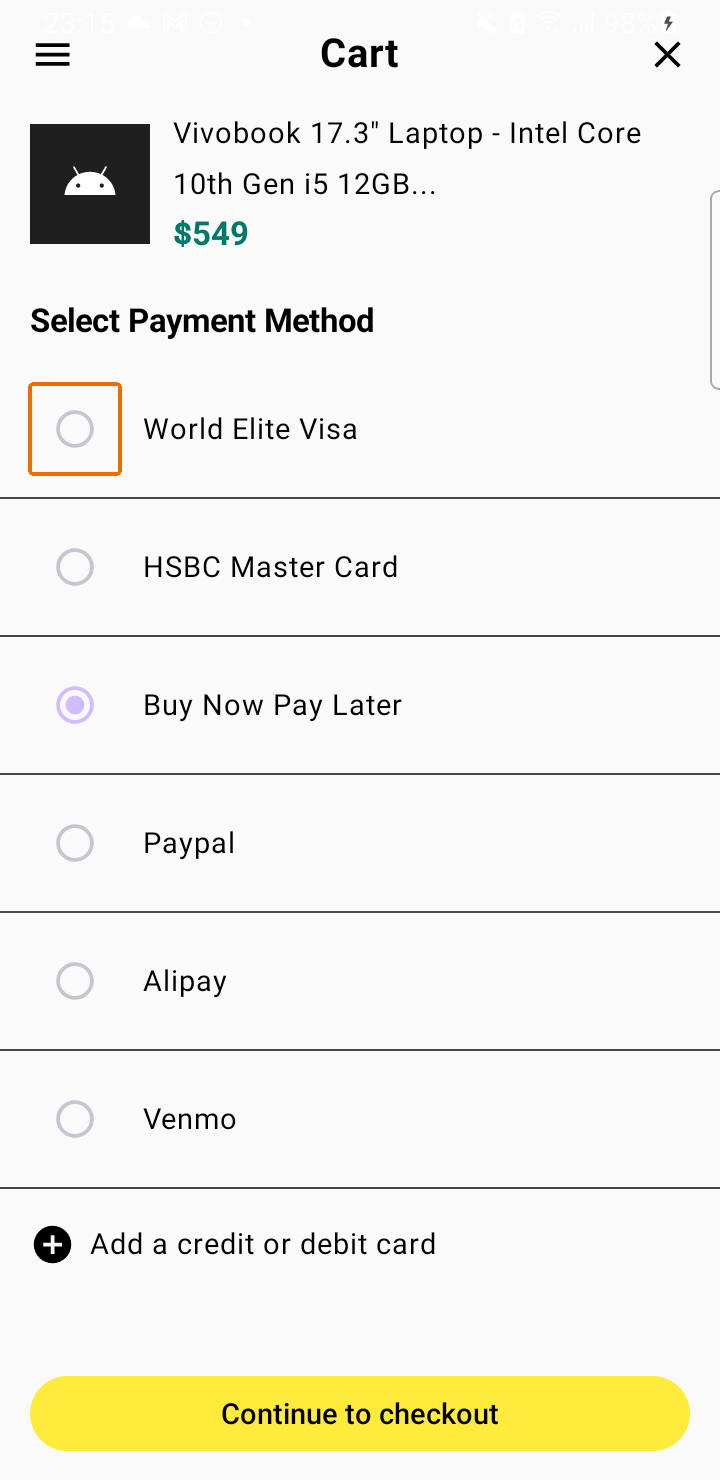 23:15
98%
Cart
Vivobook 17.3" Laptop - Intel Core
10th Gen i5 12GB...
$549
Select Payment Method
World Elite Visa
HSBC Master Card
Buy Now Pay Later
Paypal
Alipay
Venmo
Add a credit or debit card
Continue to checkout